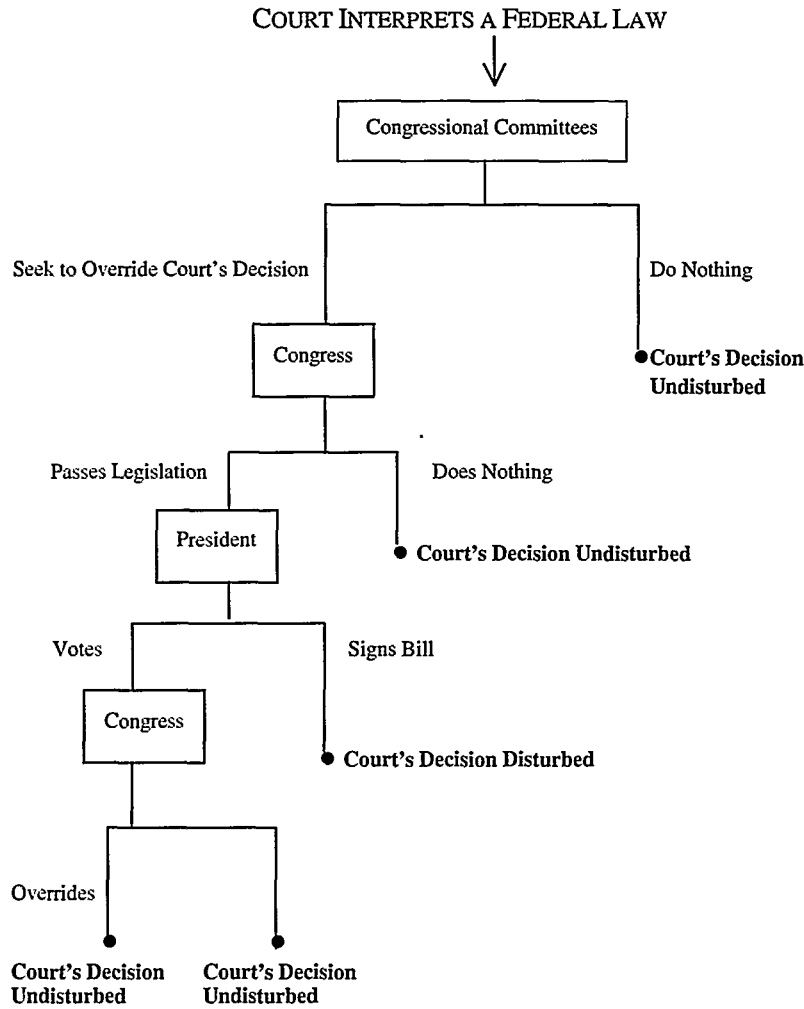 COURT INTERPRETS A FEDERAL LAW
Congressional Committees
Seek to Override Court's Decision
Do Nothing
Congress
Court's Decision
Undisturbed
Passes Legislation
Does Nothing
President
Court's Decision Undisturbed
Votes
Signs Bill
Congress
Court's Decision Disturbed
Overrides
Court's Decision
Undisturbed
Court's Decision
Undisturbed